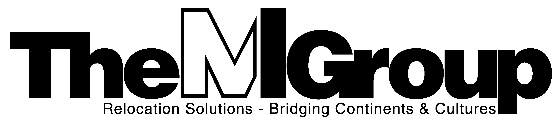 TheMIGroup
Relocation Solutions - Bridging Continents & Cultures